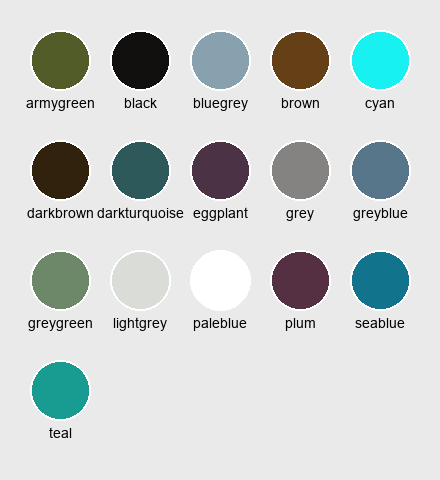 armygreen black bluegrey brown cyan
darkbrown darkturquoise eggplant grey greyblue
greygreen lightgrey paleblue plum seablue
teal